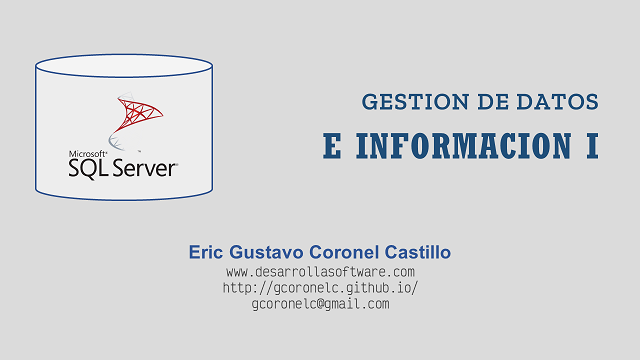 Microsoft®
SQL Server
GESTION DE DATOS
E INFORMACION I
Eric Gustavo Coronel Castillo
www.desarrollasoftware.com
http://gcoronelc.github.io/
gcoronelc@gmail.com